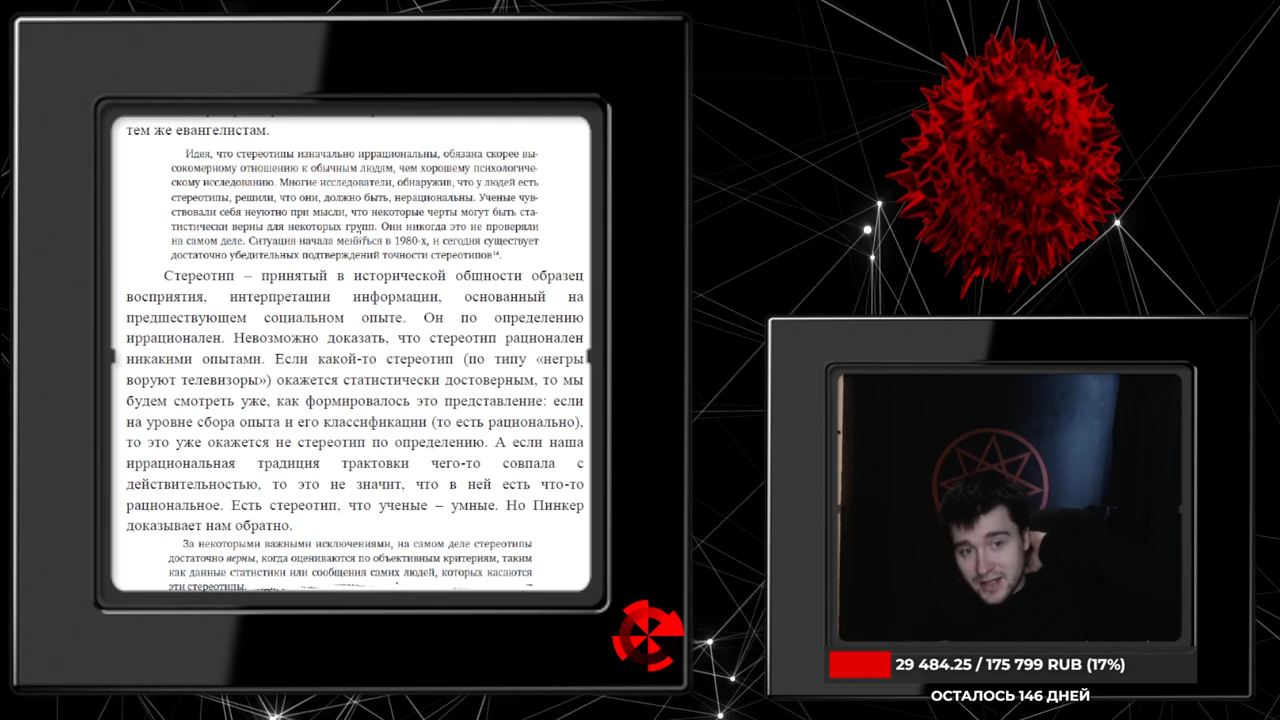 тем же евангелистам.
Идея, что стереотипы изначально иррациональны, обязана скорее вы-
сокомерному отношению к обычным людям, чем хорошему психологиче-
скому исследованию. Многие исследователи, обнаружив, что у людей есть
стереотипы, решили, что они, должно быть, нерациональны. Ученые чув-
ствовали себя неуютно при мысли, что некоторые черты могут быть ста-
тистически верны для некоторых групп. Они никогда это не проверяли
на самом деле. Ситуация начала меняться в 1980-х, и сегодня существует
достаточно убедительных подтверждений точности стереотипов¹⁴.
Стереотип – принятый в исторической общности образец
восприятия, интерпретации информации, основанный на
предшествующем социальном опыте. Он по определению
иррационален. Невозможно доказать, что стереотип рационален
никакими опытами. Если какой-то стереотип (по типу «негры
воруют телевизоры») окажется статистически достоверным, то мы
будем смотреть уже, как формировалось это представление: если
на уровне сбора опыта и его классификации (то есть рационально),
то это уже окажется не стереотип по определению. А если наша
иррациональная традиция трактовки чего-то совпала с
действительностью, то это не значит, что в ней есть что-то
рациональное. Есть стереотип, что ученые – умные. Но Пинкер
доказывает нам обратно.
За некоторыми важными исключениями, на самом деле стереотипы
достаточно верны, когда оцениваются по объективным критериям, таким
как данные статистики или сообщения самих людей, которых касаются
эти стереотипы.
29 484.25 / 175 799 RUB (17%)
ОСТАЛОСЬ 146 ДНЕЙ